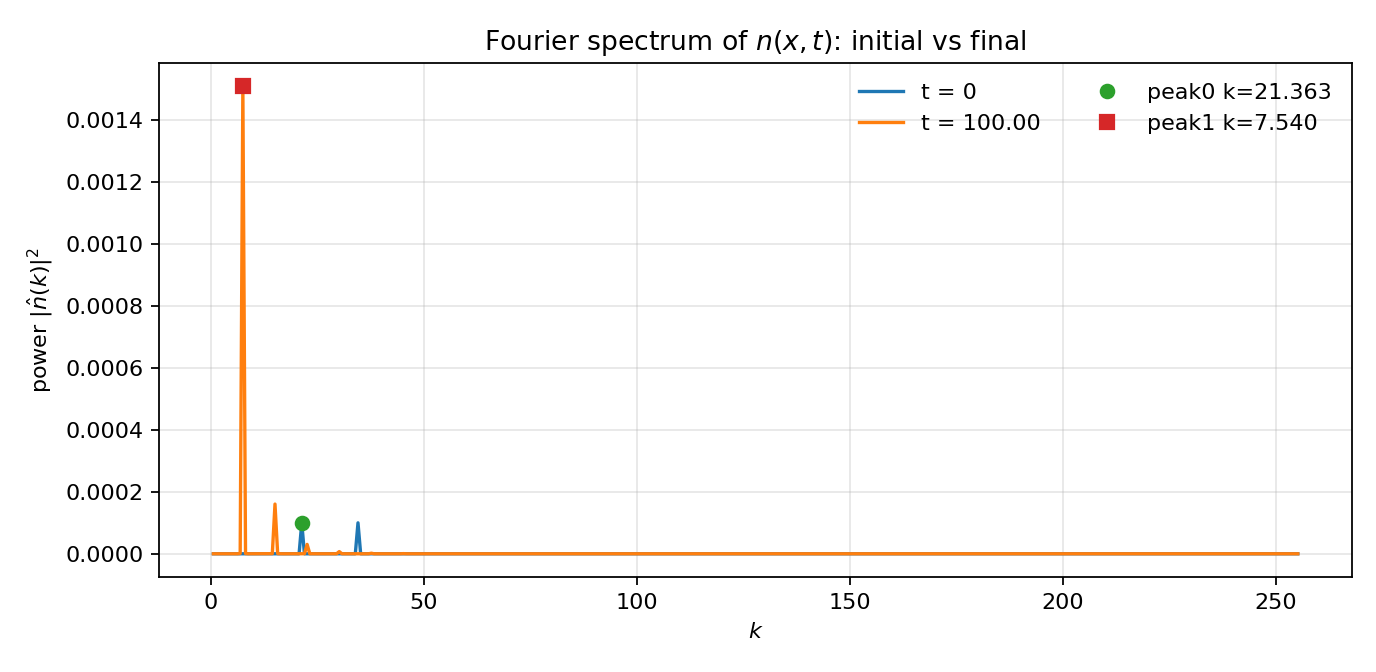 Fourier spectrum of n(x, t): initial vs final
t = 0
t = 100.00
peak0 k=21.363
peak1 k=7.540
power |n̂(k)|²
0.0014
0.0012
0.0010
0.0008
0.0006
0.0004
0.0002
0.0000
0 50 100 150 200 250
k